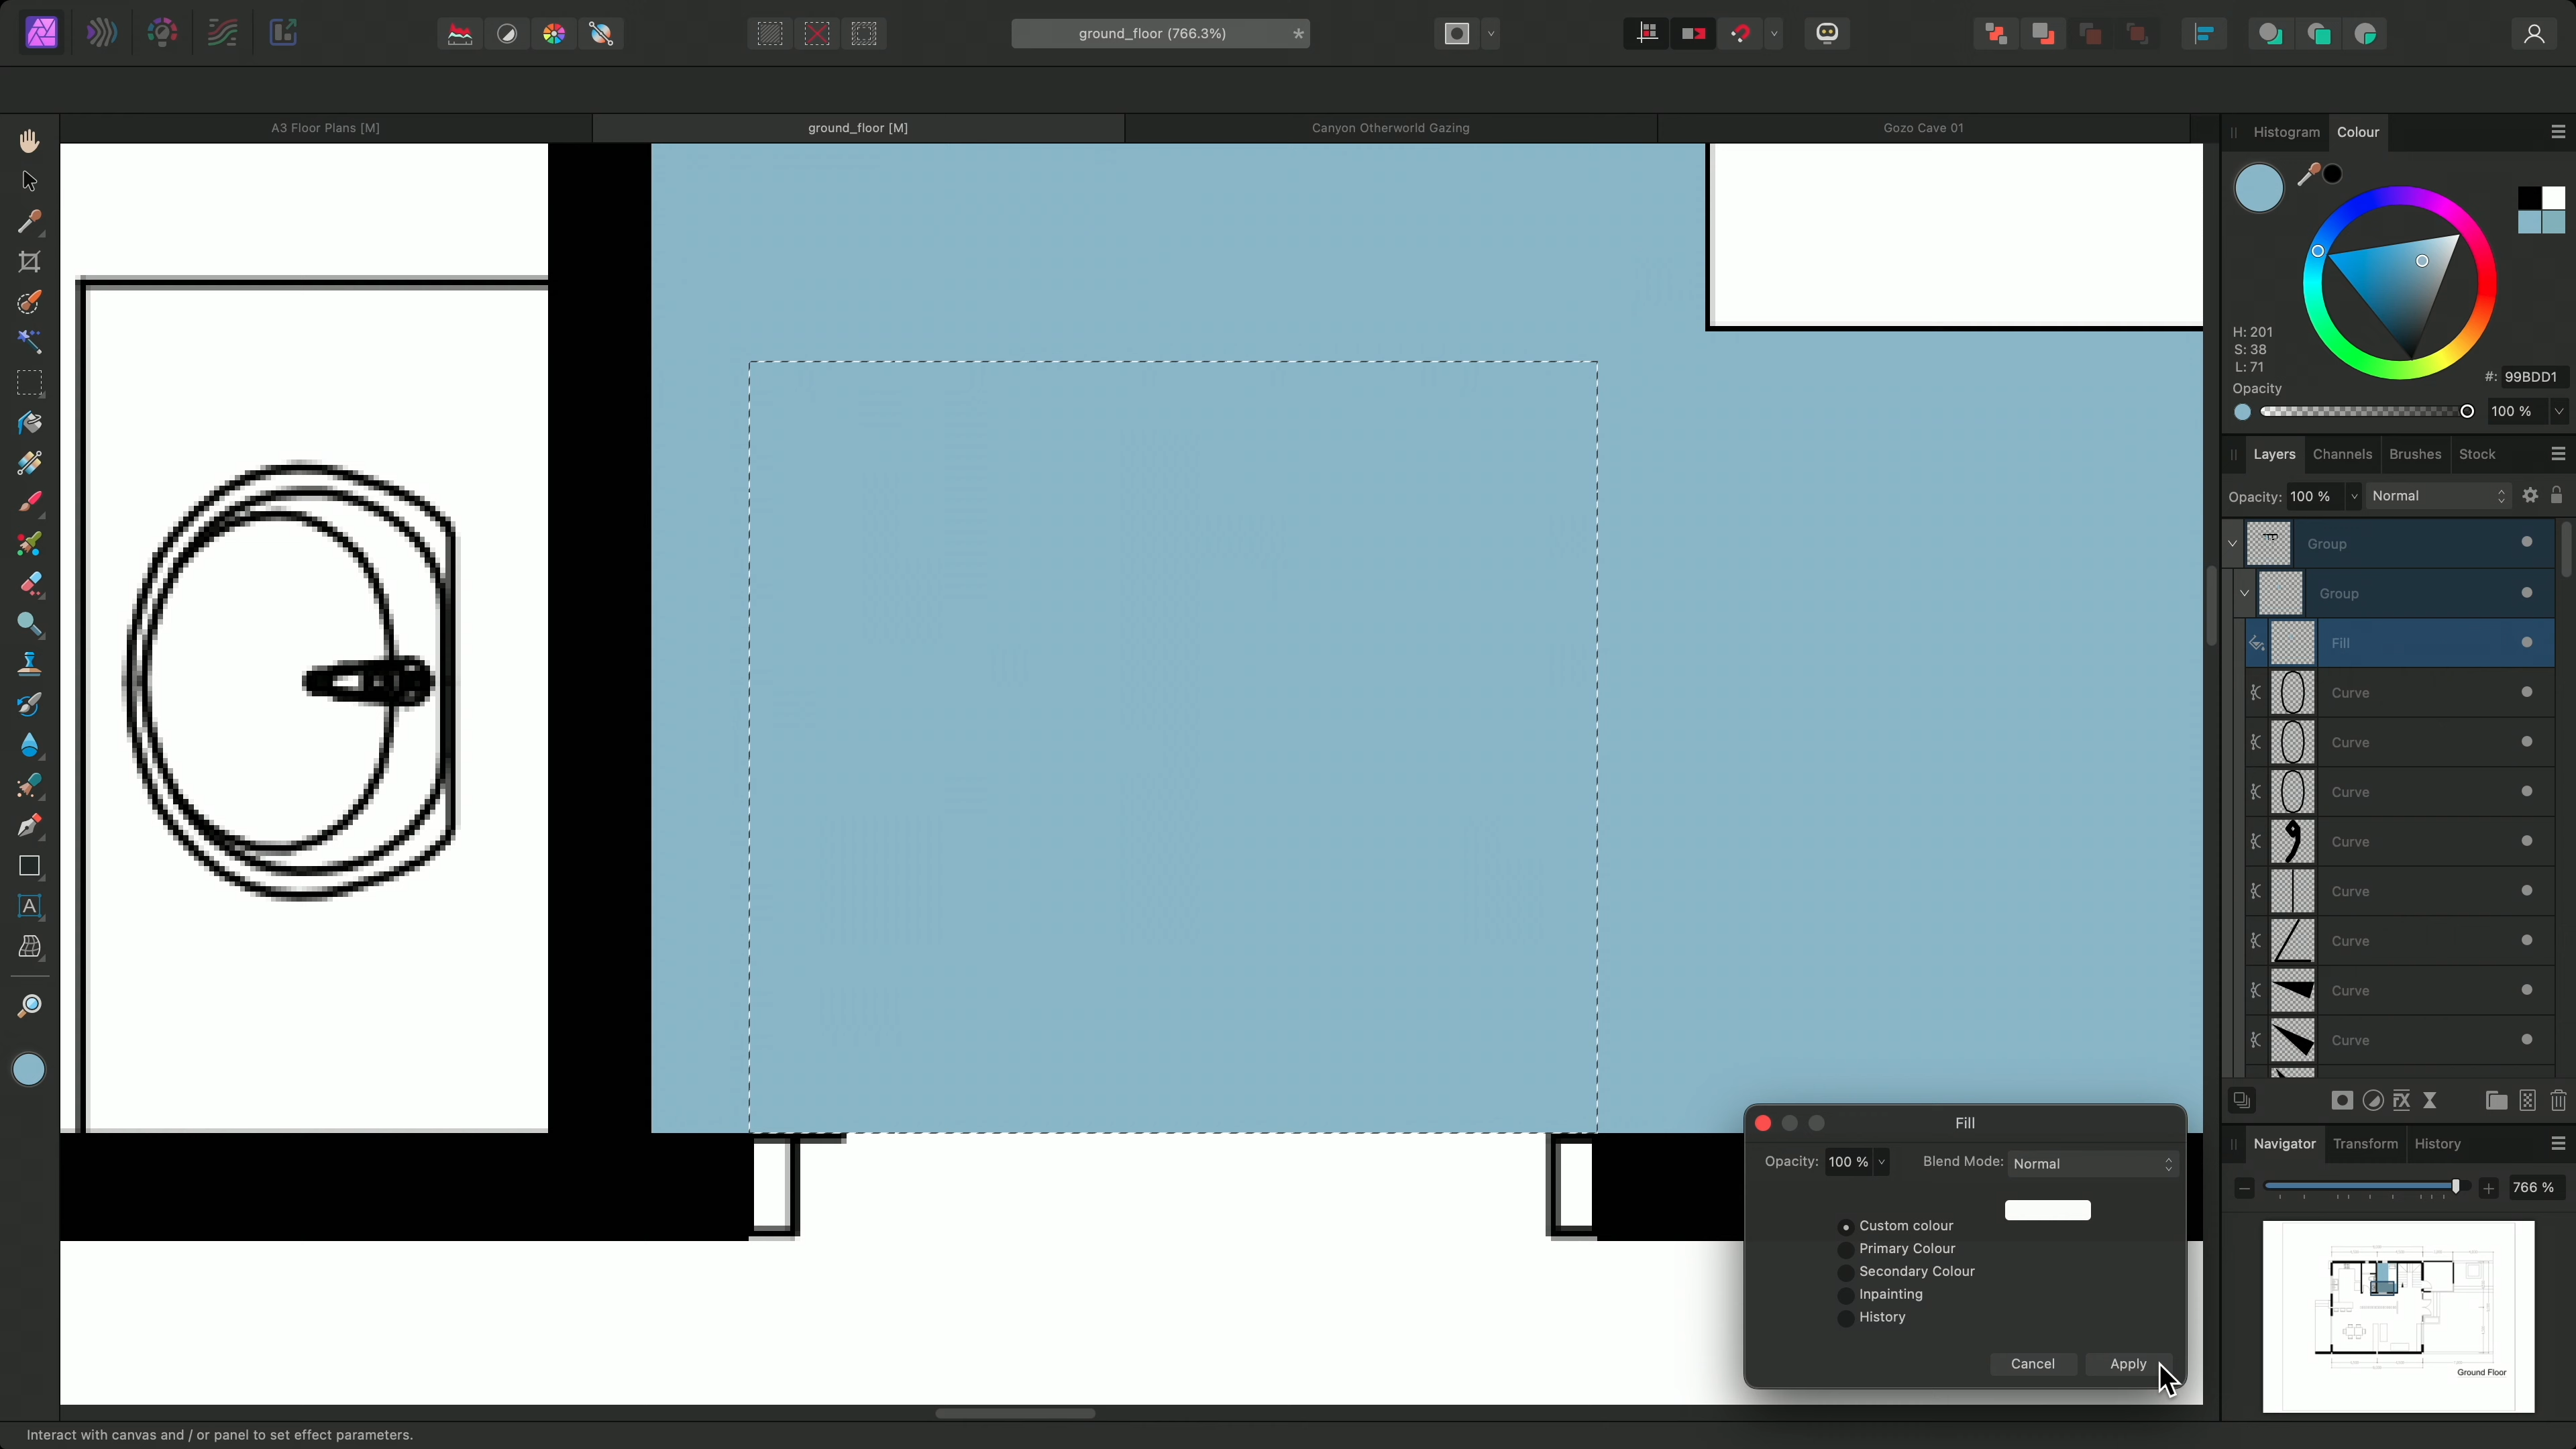 ground_floor (766.3%) *
A3 Floor Plans [M]
ground_floor [M]
Canyon Otherworld Gazing
Gozo Cave 01
Histogram
Colour
H: 201
S: 38
L: 71
#: 99BDD1
Opacity
100 %
Layers
Channels
Brushes
Stock
Opacity: 100 %
Normal
Group
Group
Fill
Curve
Curve
Curve
Curve
Curve
Curve
Curve
Curve
Fill
Opacity: 100 %
Blend Mode: Normal
Custom colour
Primary Colour
Secondary Colour
Inpainting
History
Cancel
Apply
Navigator
Transform
History
766 %
Ground Floor
Interact with canvas and / or panel to set effect parameters.